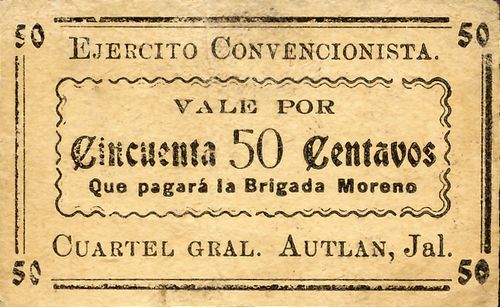 50 50
EJERCITO CONVENCIONISTA.
VALE POR
Cincuenta 50 Centavos
Que pagará la Brigada Moreno
CUARTEL GRAL. AUTLAN, Jal.
50 50